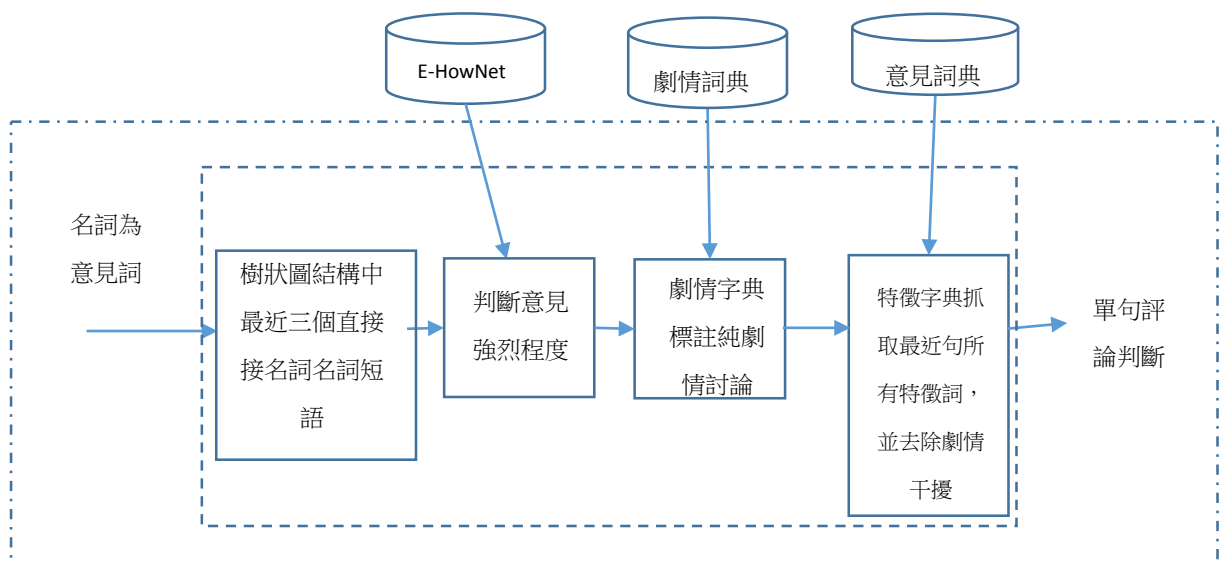 E-HowNet
劇情詞典
意見詞典
名詞為
意見詞
樹狀圖結構中
最近三個直接
接名詞名詞短
語
判斷意見
強烈程度
劇情字典
標註純劇
情討論
特徵字典抓
取最近句所
有特徵詞，
並去除劇情
干擾
單句評
論判斷